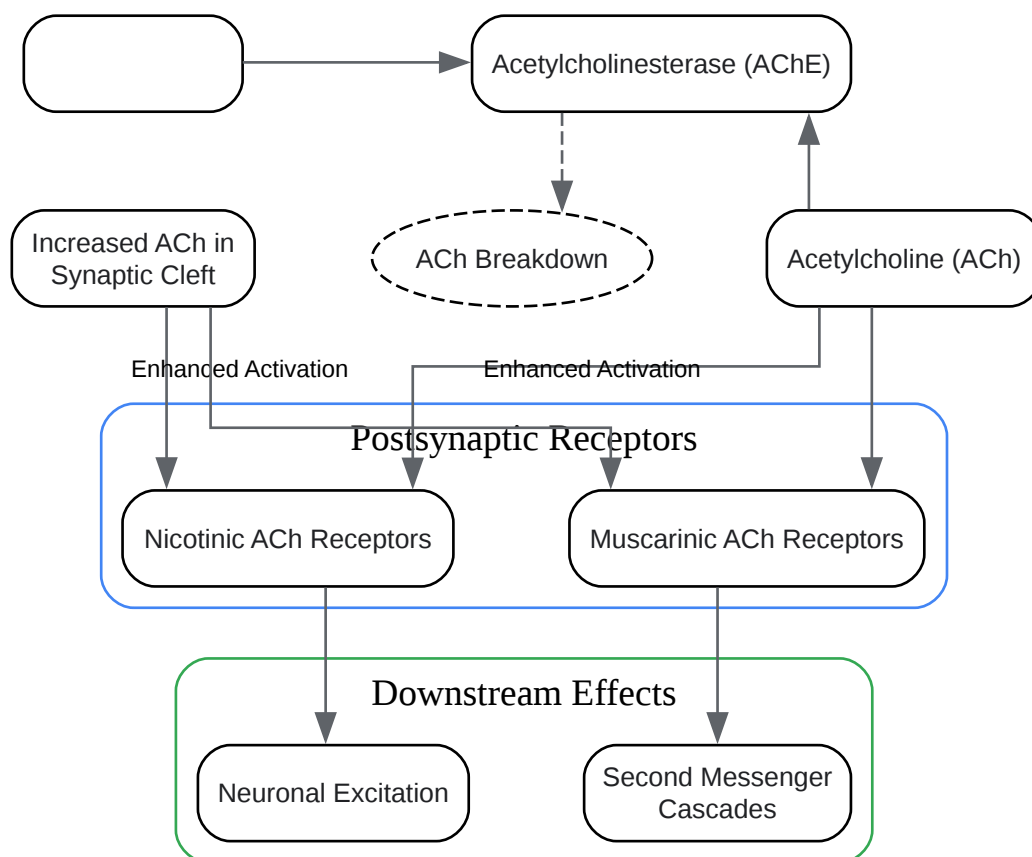 Acetylcholinesterase (AChE)
Increased ACh in
Synaptic Cleft
ACh Breakdown
Acetylcholine (ACh)
Enhanced Activation
Enhanced Activation
Postsynaptic Receptors
Nicotinic ACh Receptors
Muscarinic ACh Receptors
Downstream Effects
Neuronal Excitation
Second Messenger
Cascades